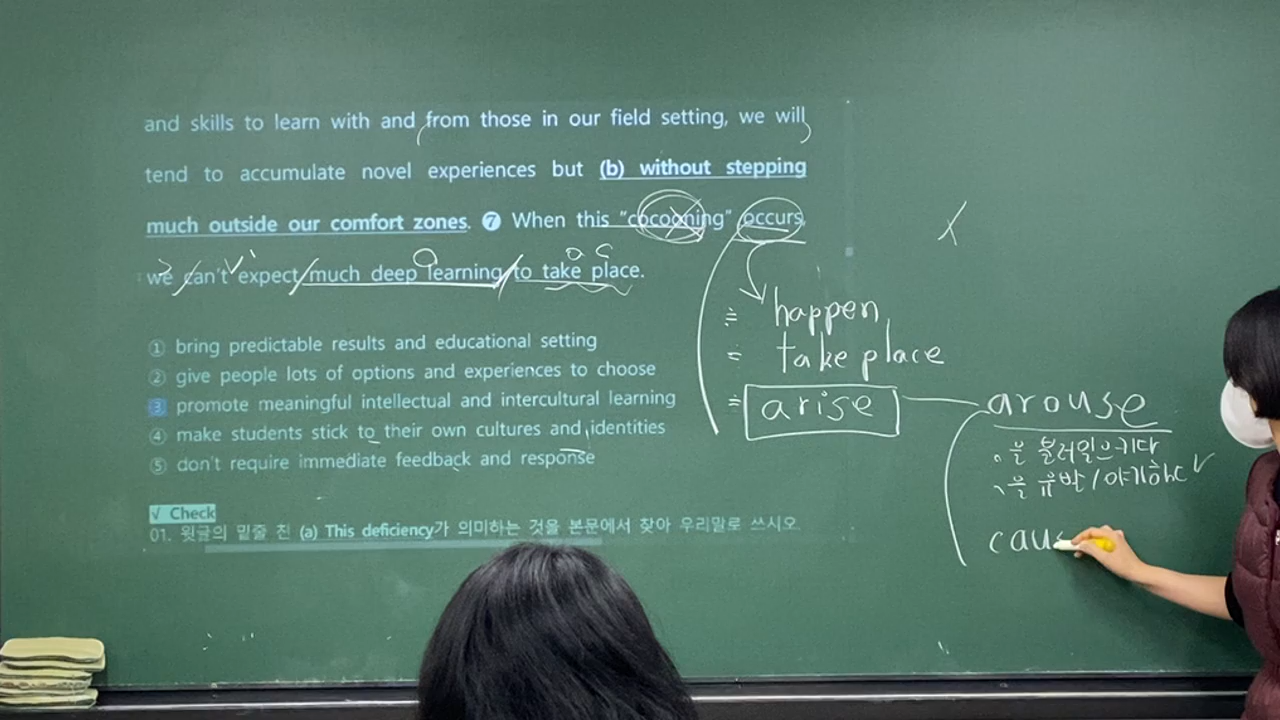 and skills to learn with and from those in our field setting, we will
tend to accumulate novel experiences but (b) without stepping
much outside our comfort zones. ❼ When this "cocooning" occurs,
we can't expect much deep learning to take place.
S V O O C
= happen
= take place
= arise
arouse
~을 불러일으키다
~을 유발/야기하다
caus
① bring predictable results and educational setting
② give people lots of options and experiences to choose
③ promote meaningful intellectual and intercultural learning
④ make students stick to their own cultures and identities
⑤ don't require immediate feedback and response
√ Check
01. 윗글의 밑줄 친 (a) This deficiency가 의미하는 것을 본문에서 찾아 우리말로 쓰시오.